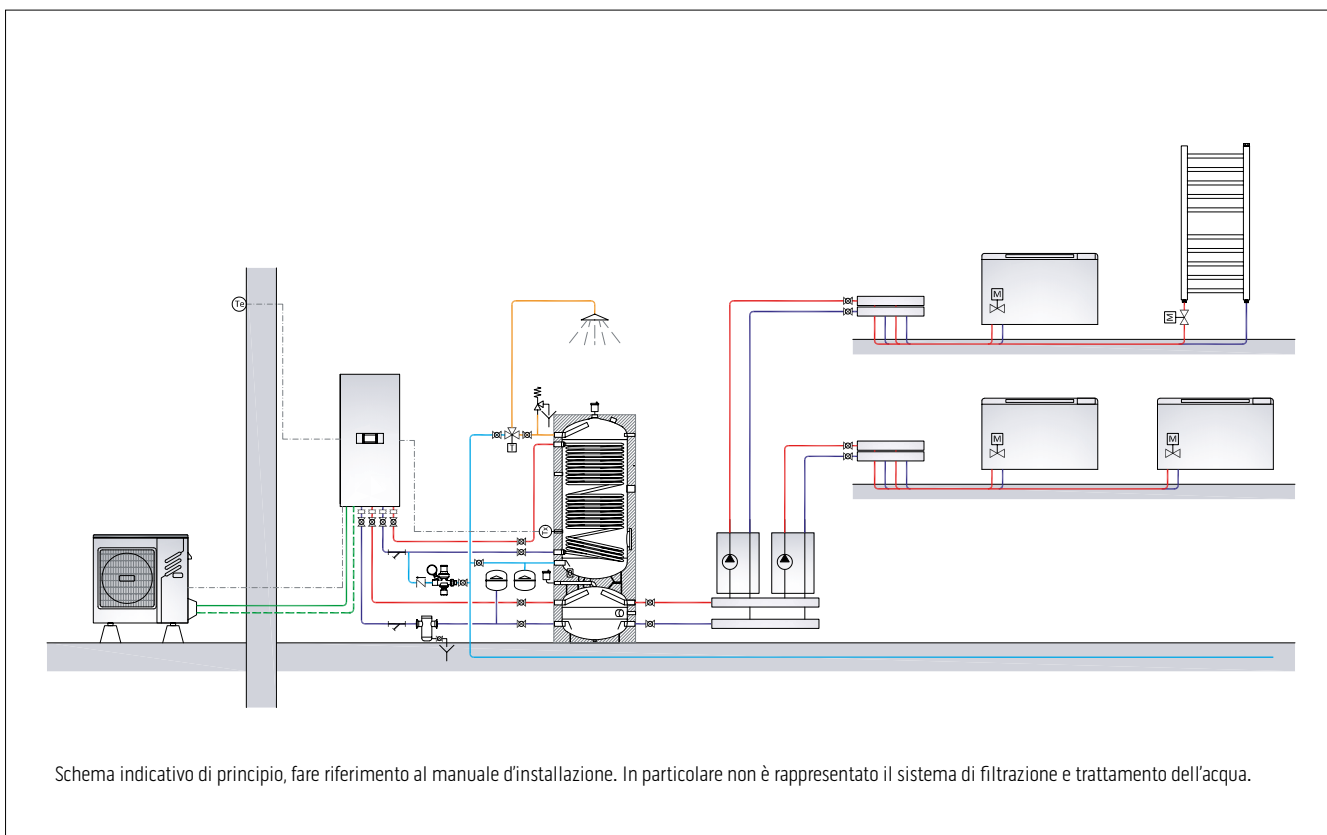 Te
M
M
M
M
Schema indicativo di principio, fare riferimento al manuale d'installazione. In particolare non è rappresentato il sistema di filtrazione e trattamento dell'acqua.